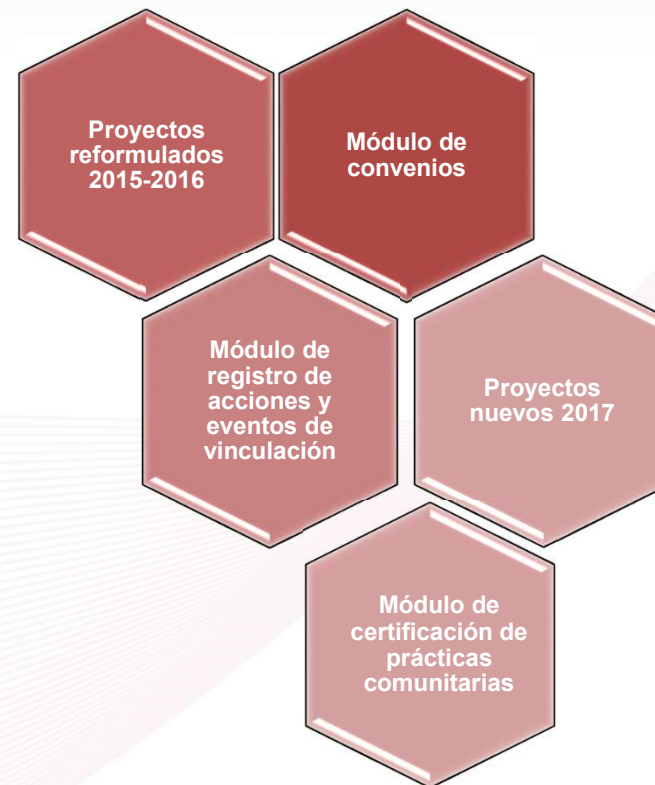 Proyectos
reformulados
2015-2016
Módulo de
convenios
Módulo de
registro de
acciones y
eventos de
vinculación
Proyectos
nuevos 2017
Módulo de
certificación de
prácticas
comunitarias